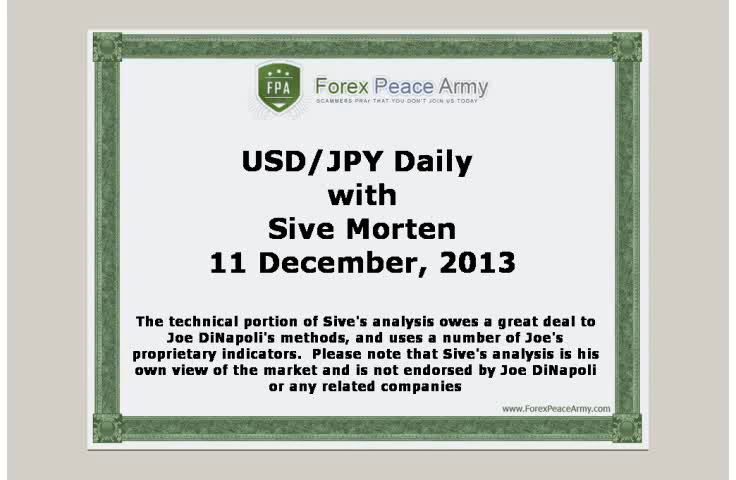 FPA
Forex Peace Army
SCAMMERS PRAY THAT YOU DON'T JOIN US TODAY
USD/JPY Daily
with
Sive Morten
11 December, 2013
The technical portion of Sive's analysis owes a great deal to
Joe DiNapoli's methods, and uses a number of Joe's
proprietary indicators.  Please note that Sive's analysis is his
own view of the market and is not endorsed by Joe DiNapoli
or any related companies
www.ForexPeaceArmy.com